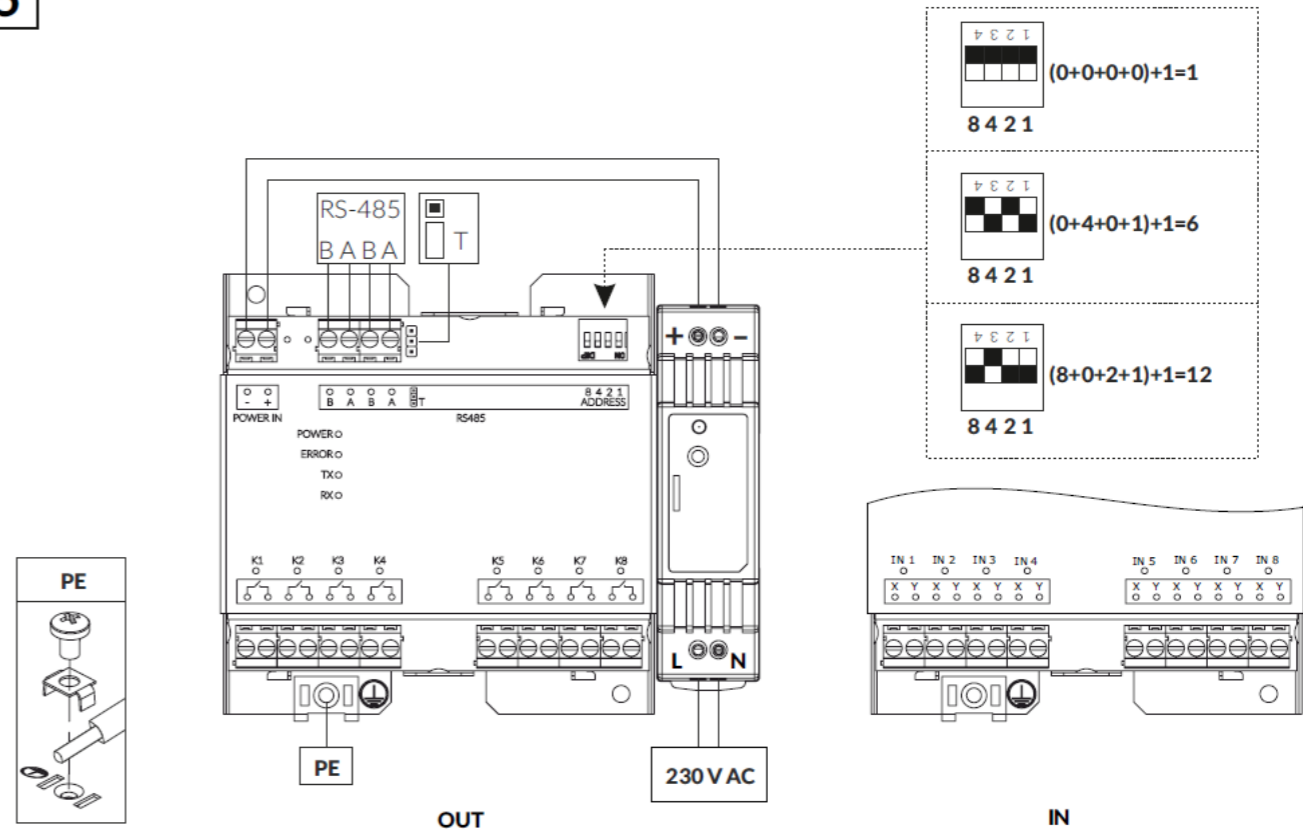 4 3 2 1
(0+0+0+0)+1=1
8 4 2 1
4 3 2 1
(0+4+0+1)+1=6
8 4 2 1
4 3 2 1
(8+0+2+1)+1=12
8 4 2 1
RS-485
B A B A
T
DIP ON
+ -
- +
POWER IN
B A B A T
RS485
8 4 2 1
ADDRESS
POWER
ERROR
TX
RX
K1 K2 K3 K4 K5 K6 K7 K8
L N
PE
230 V AC
OUT
PE
IN 1 IN 2 IN 3 IN 4 IN 5 IN 6 IN 7 IN 8
X Y X Y X Y X Y X Y X Y X Y X Y
IN